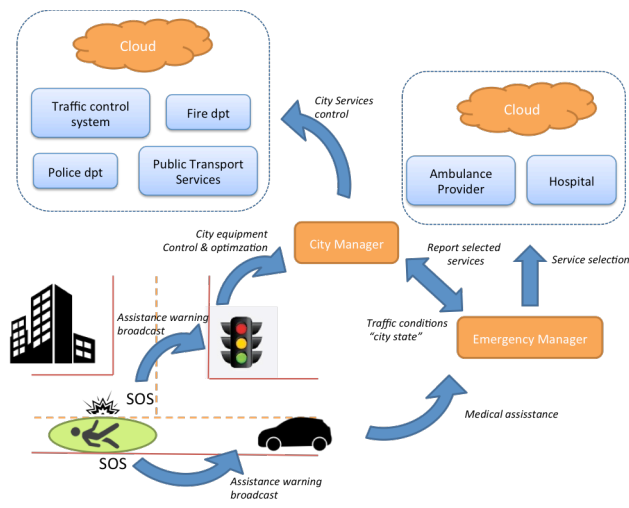 Cloud
Traffic control
system
Fire dpt
Police dpt
Public Transport
Services
City Services
control
Cloud
Ambulance
Provider
Hospital
City equipment
Control & optimzation
City Manager
Report selected
services
Service selection
Assistance warning
broadcast
Traffic conditions
“city state”
Emergency Manager
SOS
Medical assistance
SOS
Assistance warning
broadcast